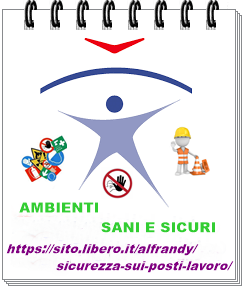 AMBIENTI
SANI E SICURI
https://sito.libero.it/alfrandy/
sicurezza-sui-posti-lavoro/